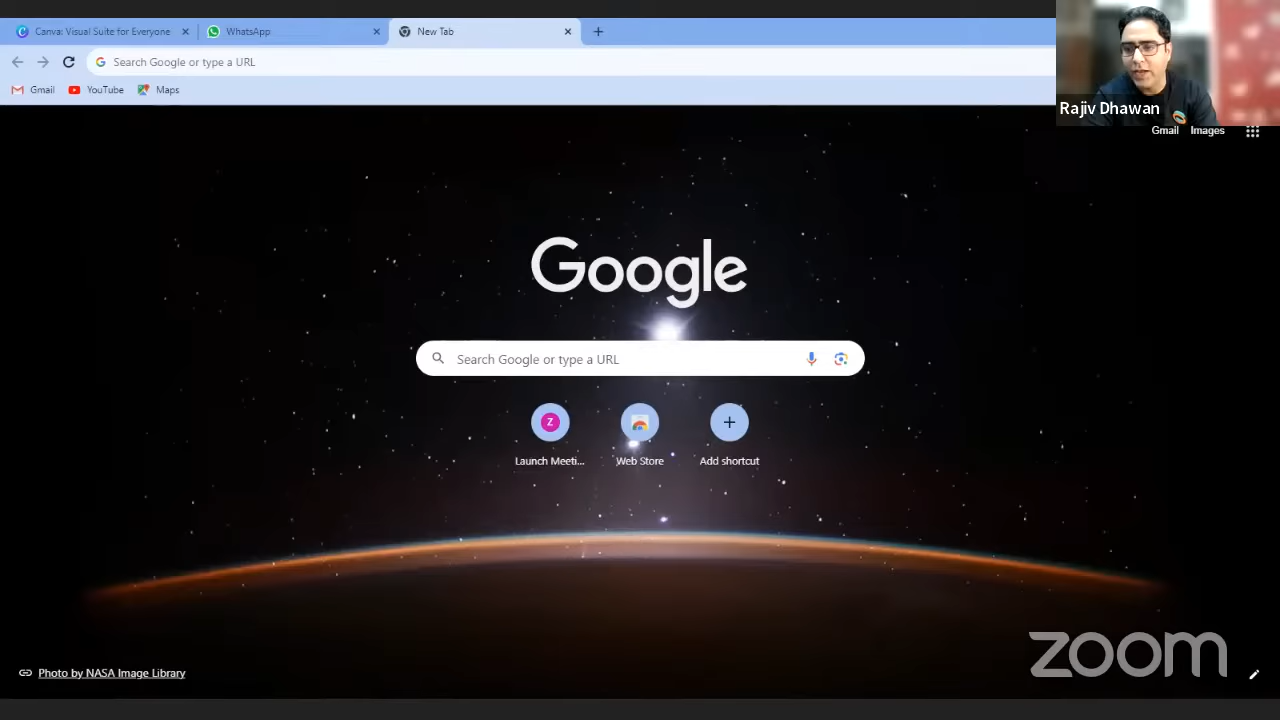 Canva: Visual Suite for Everyone
WhatsApp
New Tab
Search Google or type a URL
Gmail
YouTube
Maps
Rajiv Dhawan
Gmail
Images
Google
Search Google or type a URL
Z
Launch Meeti...
Web Store
Add shortcut
Photo by NASA Image Library
zoom